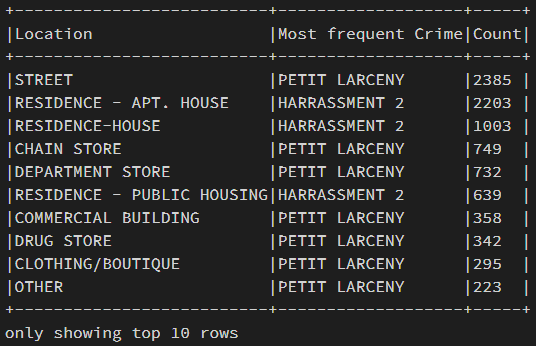 +--------------------------+-------------------+-----+
|Location                  |Most frequent Crime|Count|
+--------------------------+-------------------+-----+
|STREET                    |PETIT LARCENY      |2385 |
|RESIDENCE - APT. HOUSE    |HARRASSMENT 2      |2203 |
|RESIDENCE-HOUSE           |HARRASSMENT 2      |1003 |
|CHAIN STORE               |PETIT LARCENY      |749  |
|DEPARTMENT STORE          |PETIT LARCENY      |732  |
|RESIDENCE - PUBLIC HOUSING|HARRASSMENT 2      |639  |
|COMMERCIAL BUILDING       |PETIT LARCENY      |358  |
|DRUG STORE                |PETIT LARCENY      |342  |
|CLOTHING/BOUTIQUE         |PETIT LARCENY      |295  |
|OTHER                     |PETIT LARCENY      |223  |
+--------------------------+-------------------+-----+
only showing top 10 rows